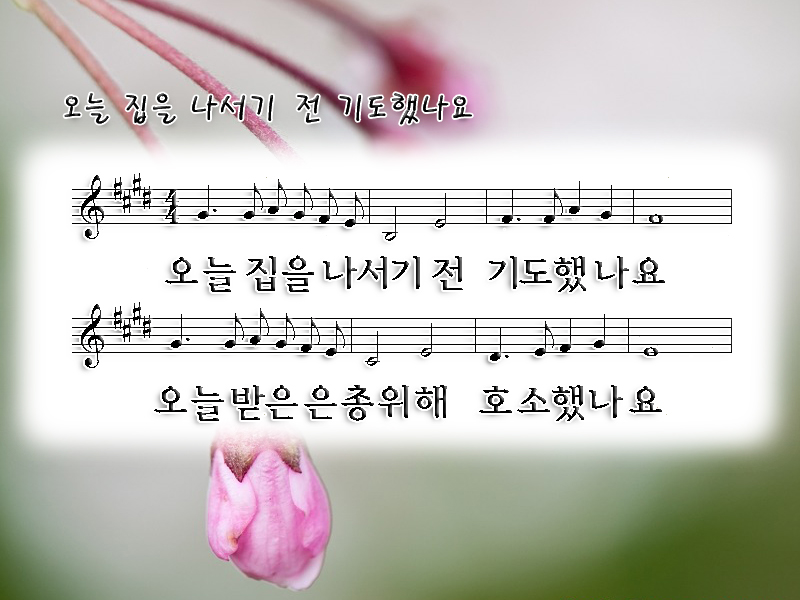 오늘 집을 나서기 전 기도했나요
4
4
오늘 집을 나서기 전 기도했 나 요
오늘 받은 은 총 위 해 호 소했 나 요